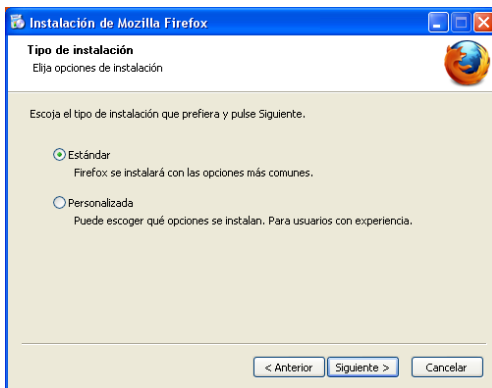 Instalación de Mozilla Firefox
Tipo de instalación
Elija opciones de instalación
Escoja el tipo de instalación que prefiera y pulse Siguiente.
Estándar
Firefox se instalará con las opciones más comunes.
Personalizada
Puede escoger qué opciones se instalan. Para usuarios con experiencia.
< Anterior Siguiente > Cancelar